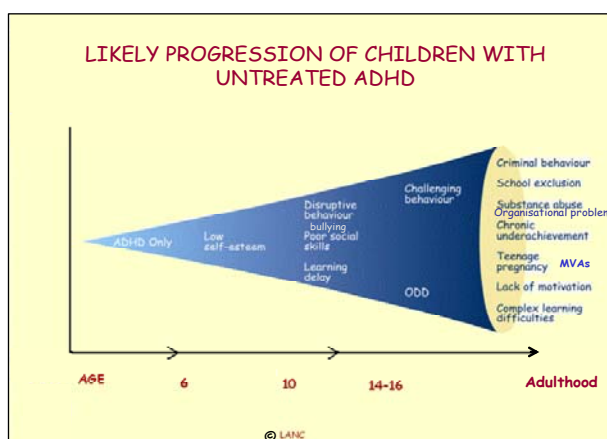 LIKELY PROGRESSION OF CHILDREN WITH
UNTREATED ADHD
ADHD Only
Low
self-esteem
Disruptive
behaviour
bullying
Poor social
skills
Learning
delay
Challenging
behaviour
ODD
Criminal behaviour
School exclusion
Substance abuse
Organisational problem
Chronic
underachievement
Teenage
pregnancy
MVAs
Lack of motivation
Complex learning
difficulties
AGE 6 10 14-16 Adulthood
© LANC